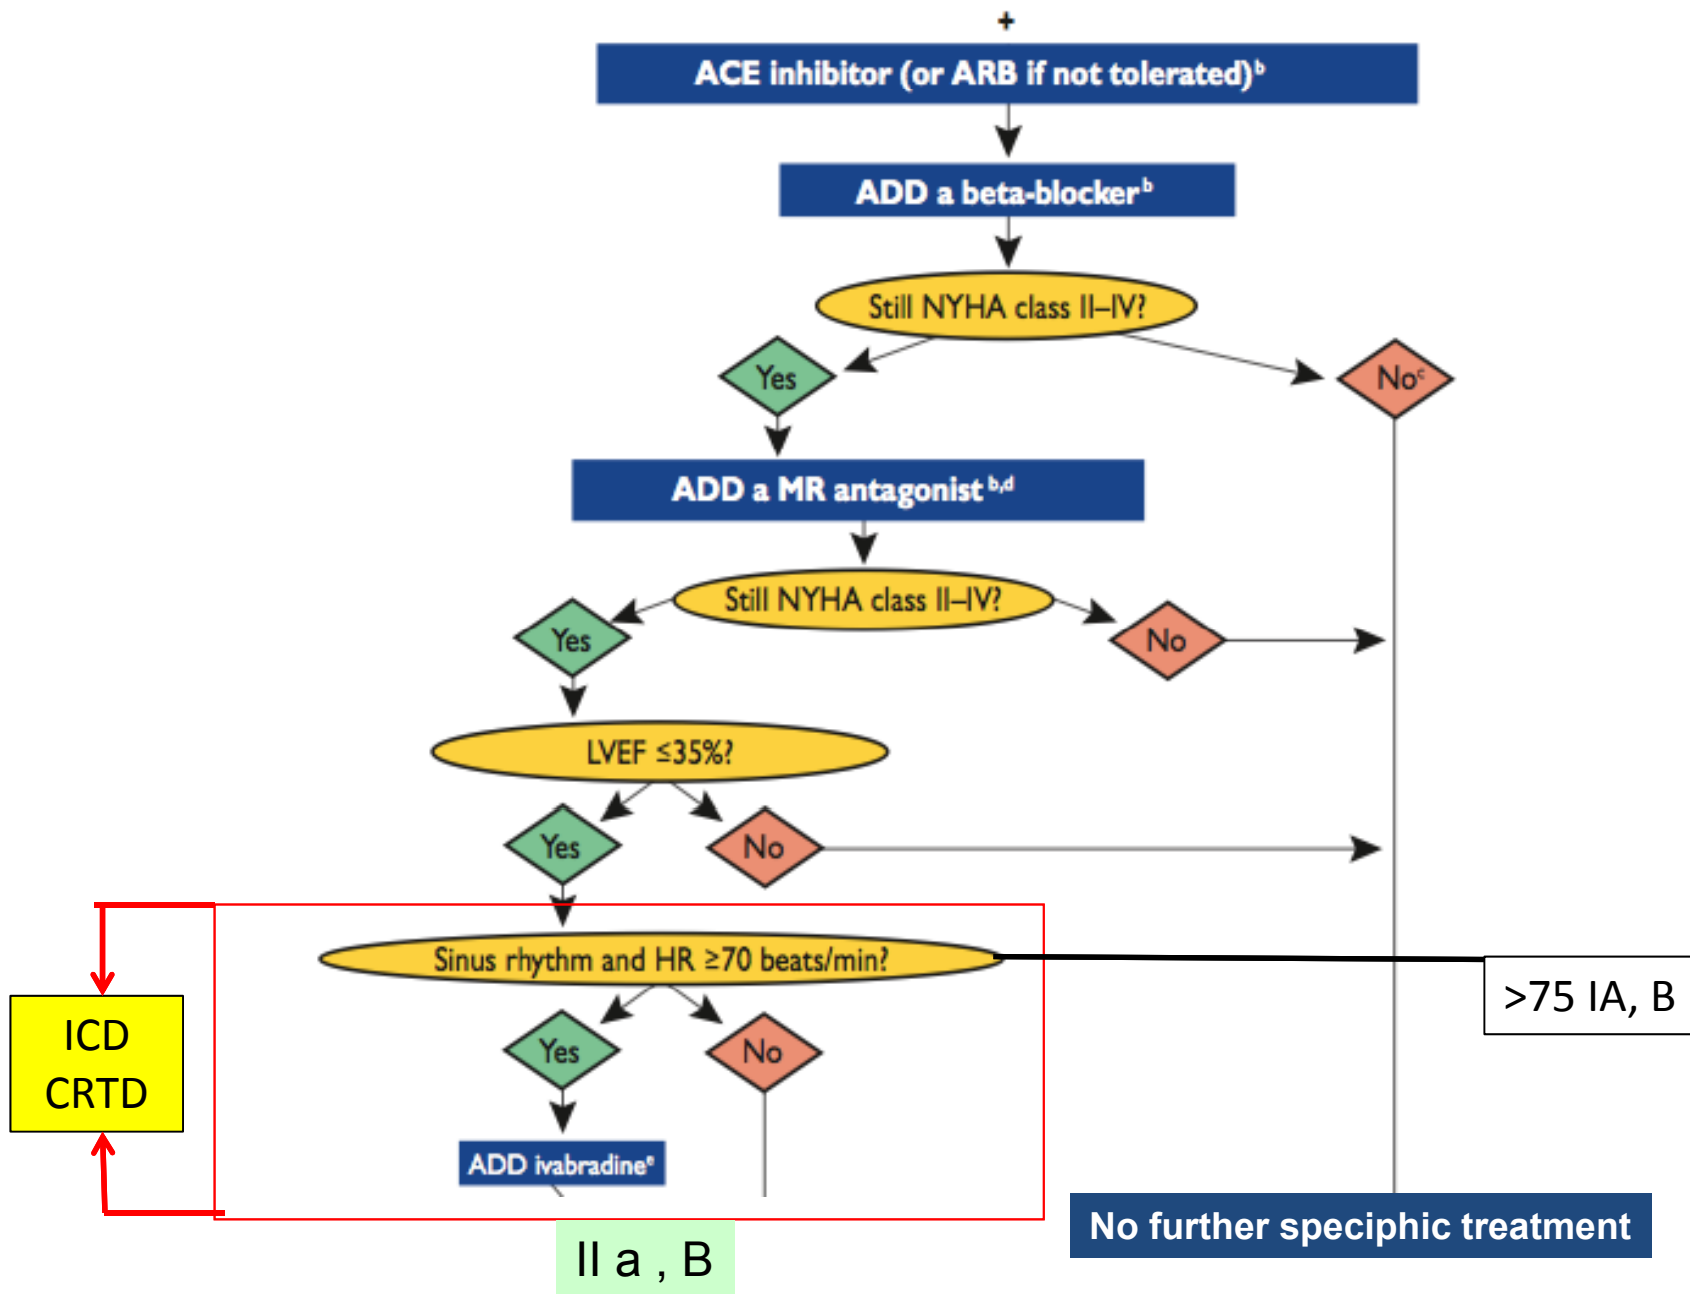 +
ACE inhibitor (or ARB if not tolerated)ᵇ
ADD a beta-blockerᵇ
Still NYHA class II–IV?
Yes
Noᶜ
ADD a MR antagonistᵇ,ᵈ
Still NYHA class II–IV?
Yes
No
LVEF ≤35%?
Yes
No
Sinus rhythm and HR ≥70 beats/min?
>75 IA, B
ICD
CRTD
Yes
No
ADD ivabradineᵉ
No further speciphic treatment
II a , B